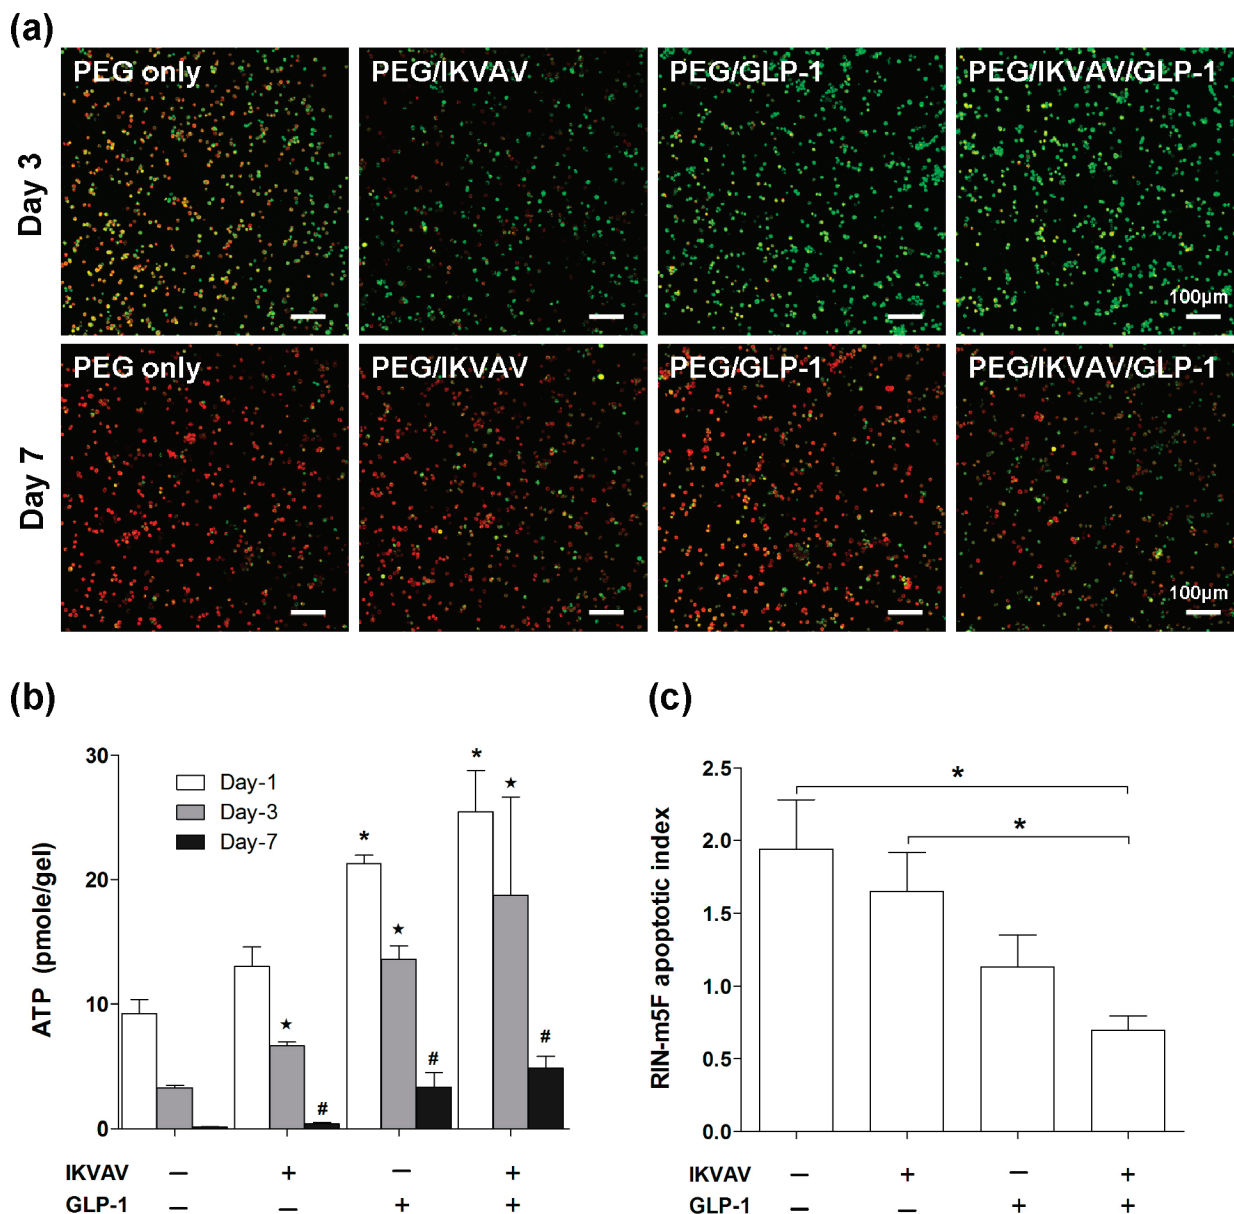 (a)
PEG only
PEG/IKVAV
PEG/GLP-1
PEG/IKVAV/GLP-1
Day 3
100µm
PEG only
PEG/IKVAV
PEG/GLP-1
PEG/IKVAV/GLP-1
Day 7
100µm
(b)
ATP (pmole/gel)
30
20
10
0
Day-1
Day-3
Day-7
★
#
*
★
#
*
★
#
IKVAV – + – +
GLP-1 – – + +
(c)
RIN-m5F apoptotic index
2.5
2.0
1.5
1.0
0.5
0.0
*
*
IKVAV – + – +
GLP-1 – – + +